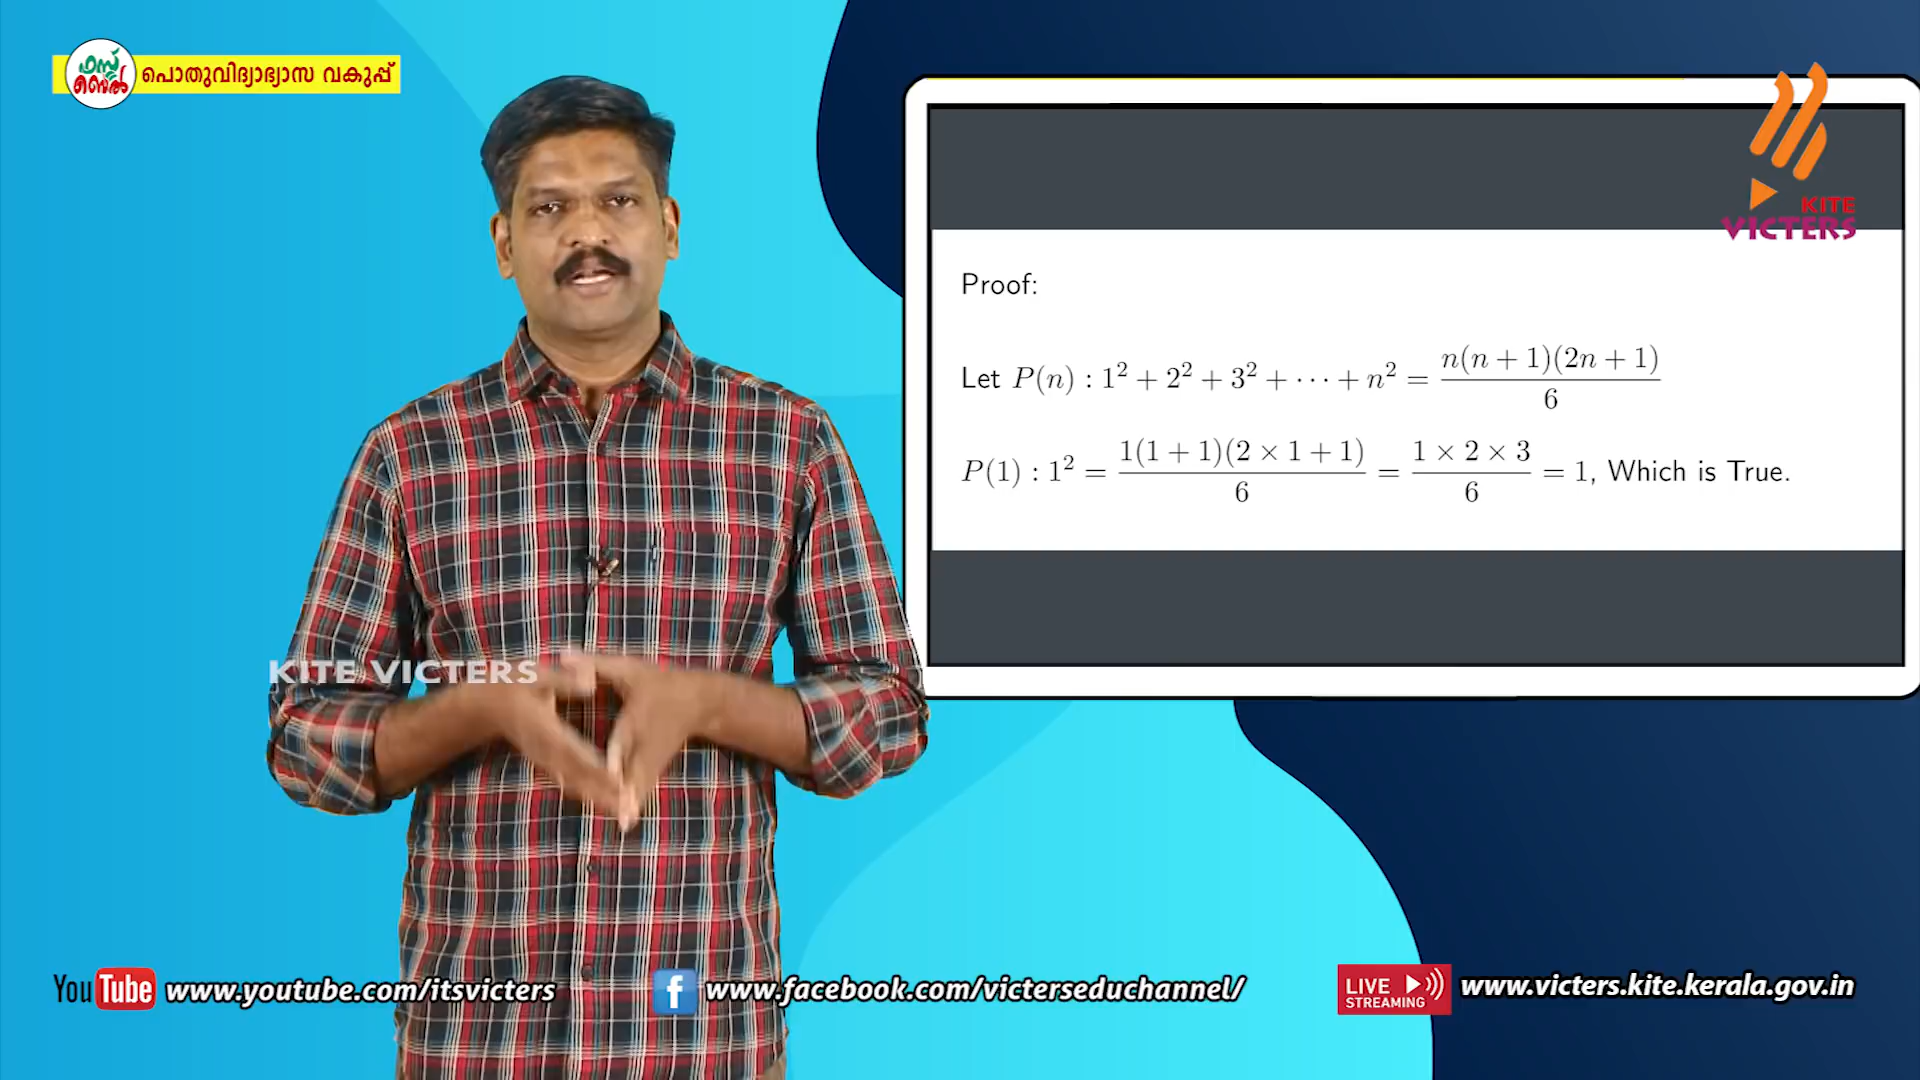 ഫസ്റ്റ്
ബെൽ
പൊതുവിദ്യാഭ്യാസ വകുപ്പ്
KITE
VICTERS
Proof:
Let P(n) : 1² + 2² + 3² + ⋯ + n² = n(n + 1)(2n + 1) / 6
P(1) : 1² = 1(1 + 1)(2 × 1 + 1) / 6 = 1 × 2 × 3 / 6 = 1, Which is True.
KITE VICTERS
YouTube www.youtube.com/itsvicters
f www.facebook.com/victerseduchannel/
LIVE STREAMING www.victers.kite.kerala.gov.in